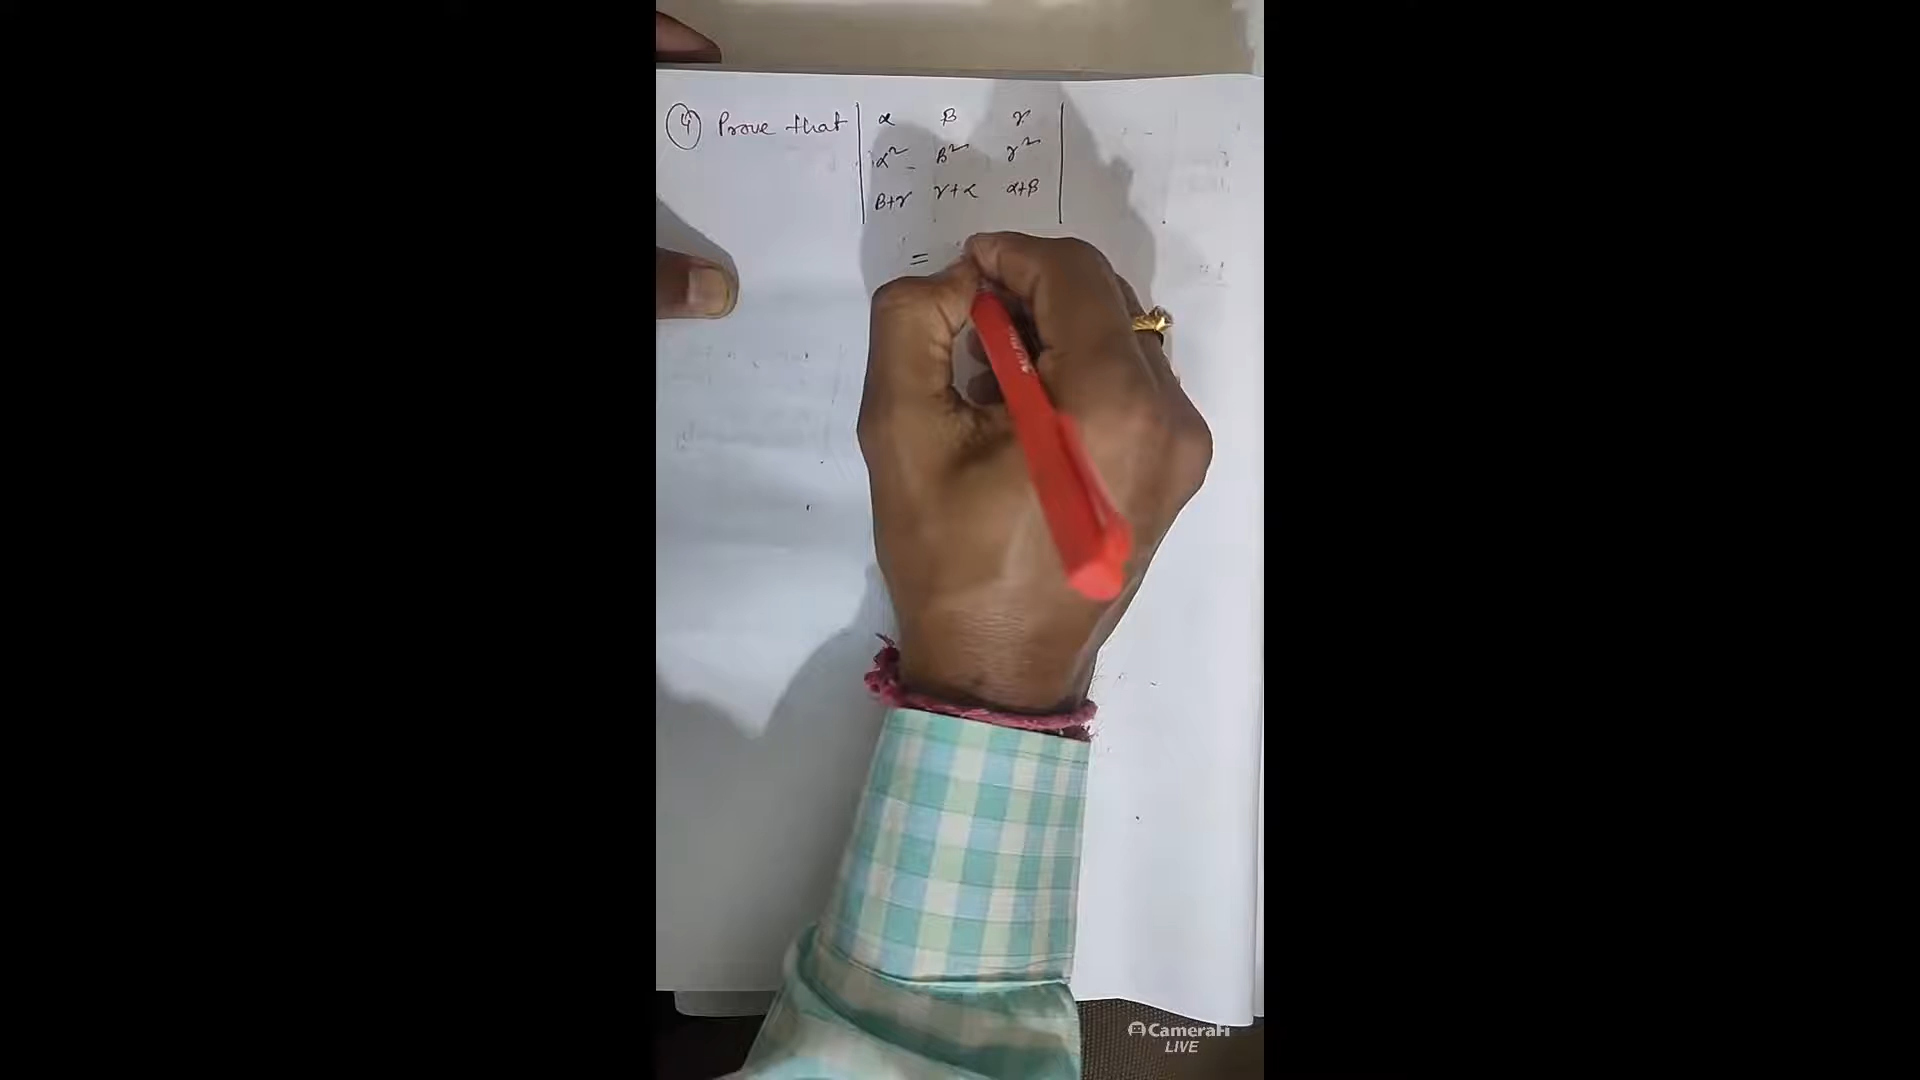 ④ Prove that | α β γ |
| α² β² γ² |
| β+γ γ+α α+β |
=
CameraFi
LIVE